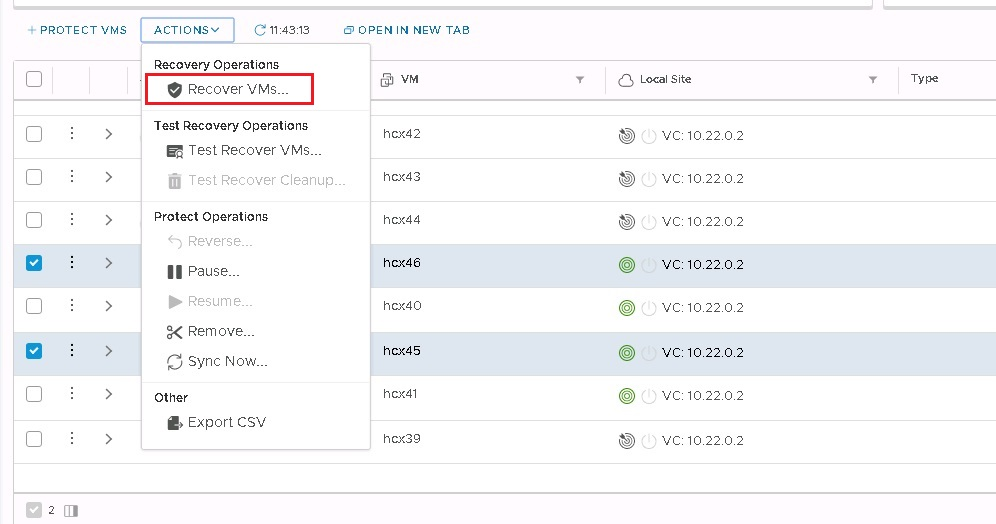 + PROTECT VMS ACTIONS 11:43:13 OPEN IN NEW TAB
Recovery Operations
Recover VMs...
Test Recovery Operations
Test Recover VMs...
Test Recover Cleanup...
Protect Operations
Reverse...
Pause...
Resume...
Remove...
Sync Now...
Other
Export CSV
VM Local Site Type
hcx42 VC: 10.22.0.2
hcx43 VC: 10.22.0.2
hcx44 VC: 10.22.0.2
hcx46 VC: 10.22.0.2
hcx40 VC: 10.22.0.2
hcx45 VC: 10.22.0.2
hcx41 VC: 10.22.0.2
hcx39 VC: 10.22.0.2
2